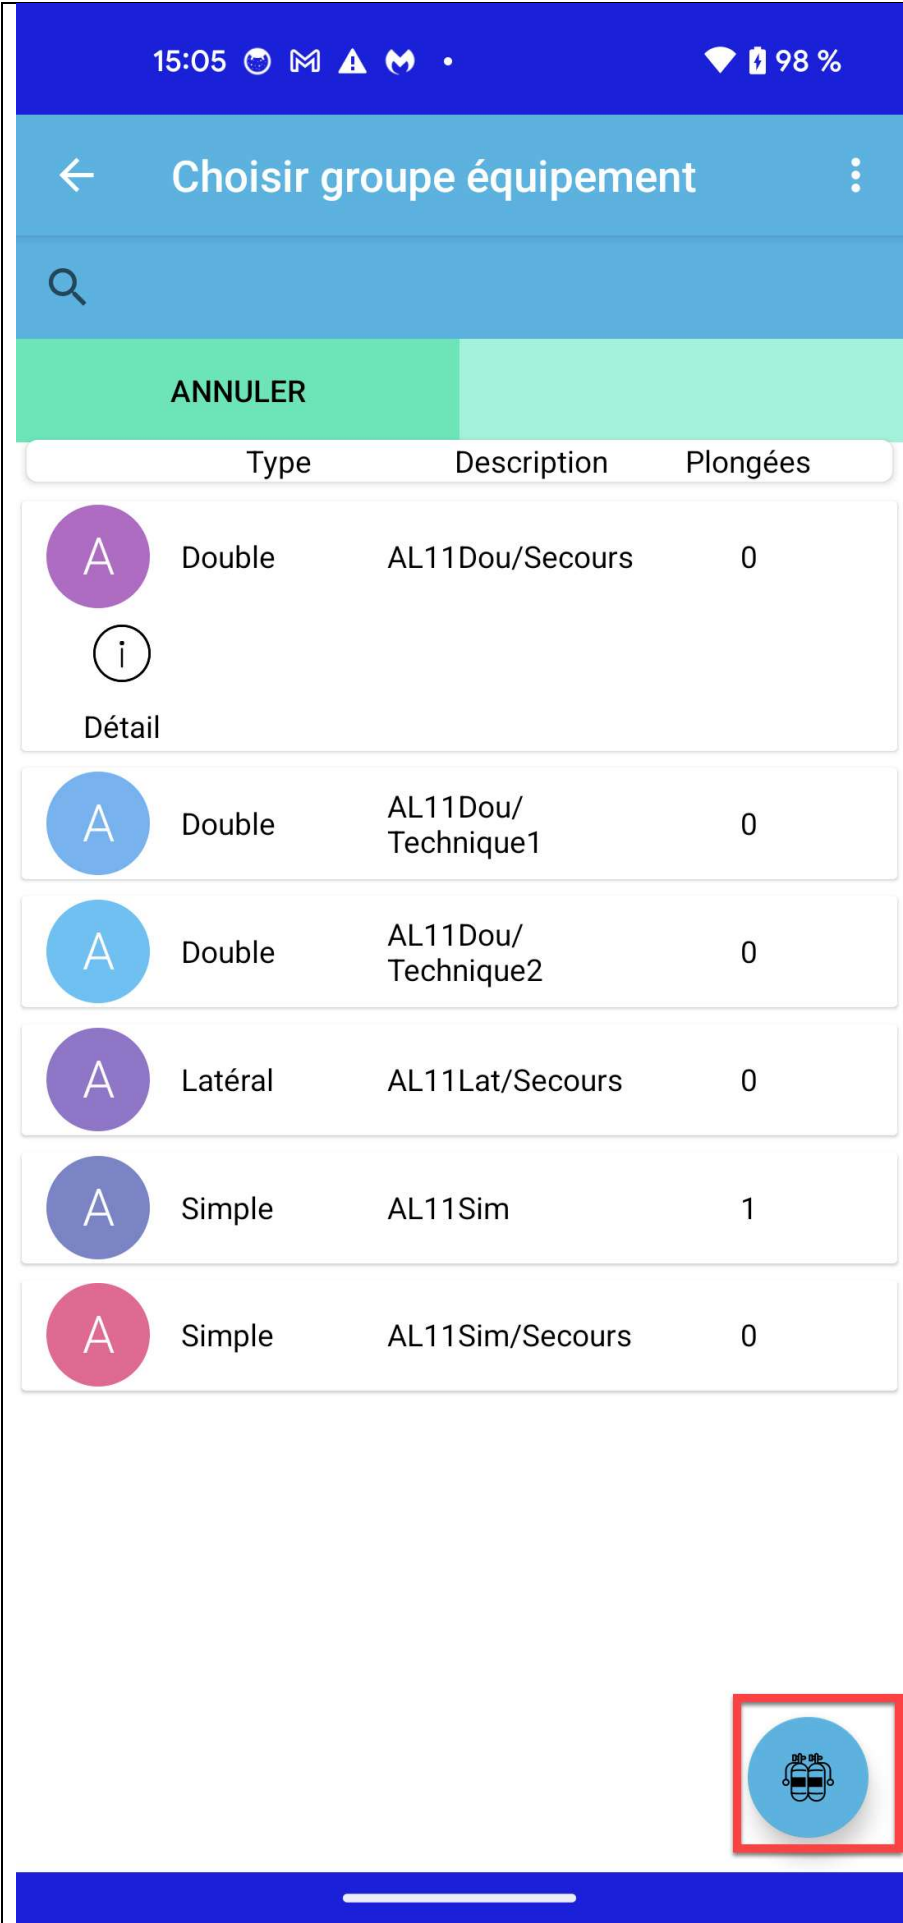 15:05 98 %
Choisir groupe équipement
ANNULER
Type Description Plongées
A Double AL11Dou/Secours 0
i
Détail
A Double AL11Dou/
Technique1 0
A Double AL11Dou/
Technique2 0
A Latéral AL11Lat/Secours 0
A Simple AL11Sim 1
A Simple AL11Sim/Secours 0